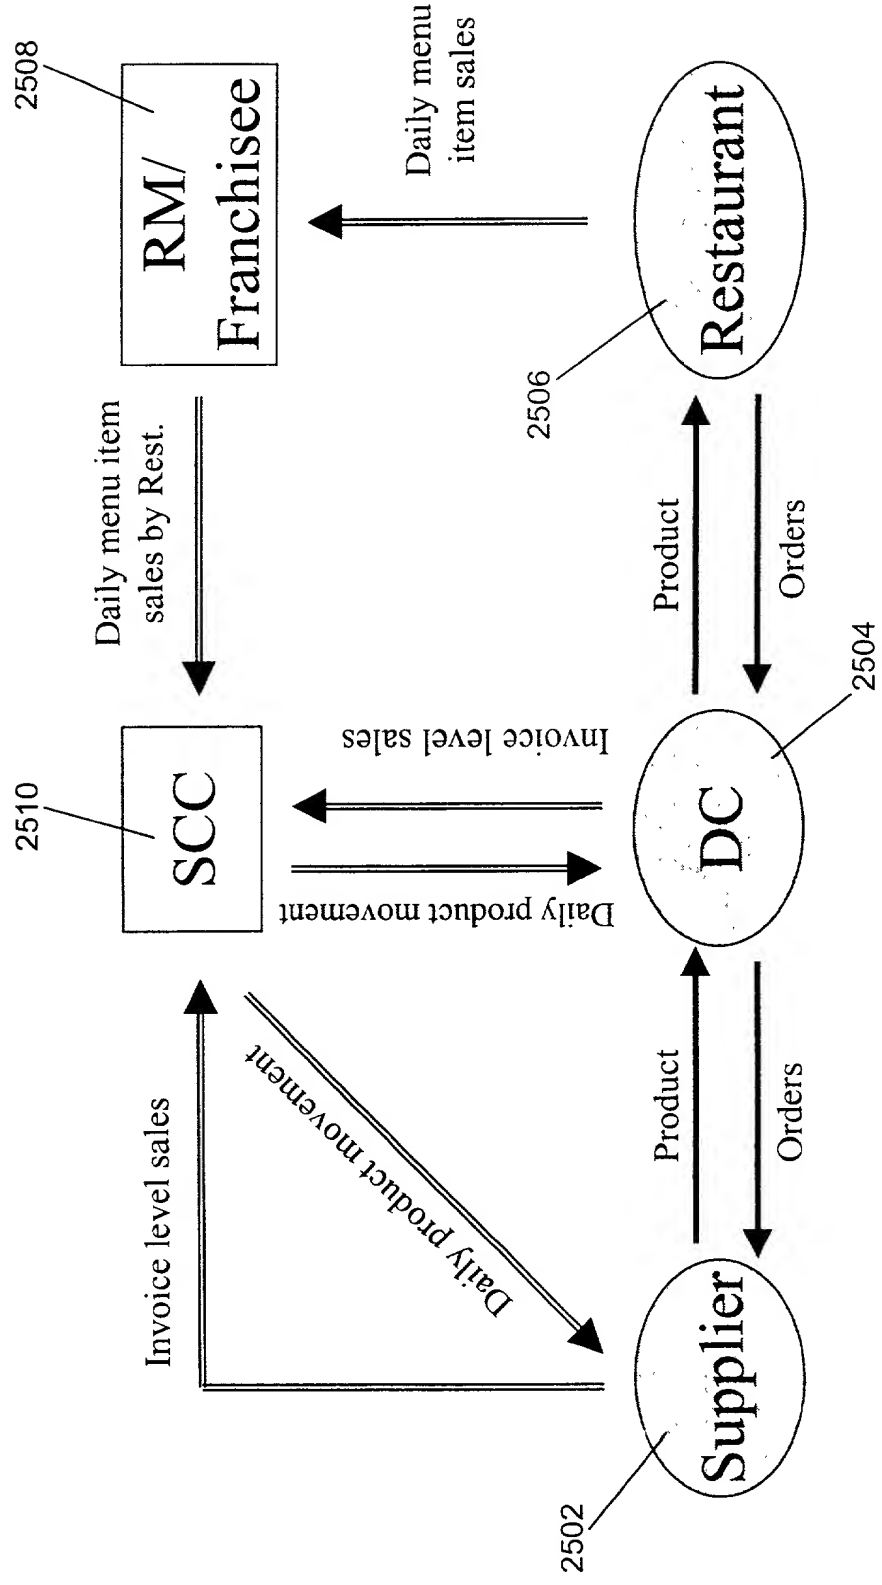 Invoice level sales
2510
SCC
Daily menu item
sales by Rest.
2508
RM/
Franchisee
Daily product movement
Daily product movement
Invoice level sales
Daily menu
item sales
2502
Supplier
Product
Orders
DC
2504
Product
Orders
2506
Restaurant